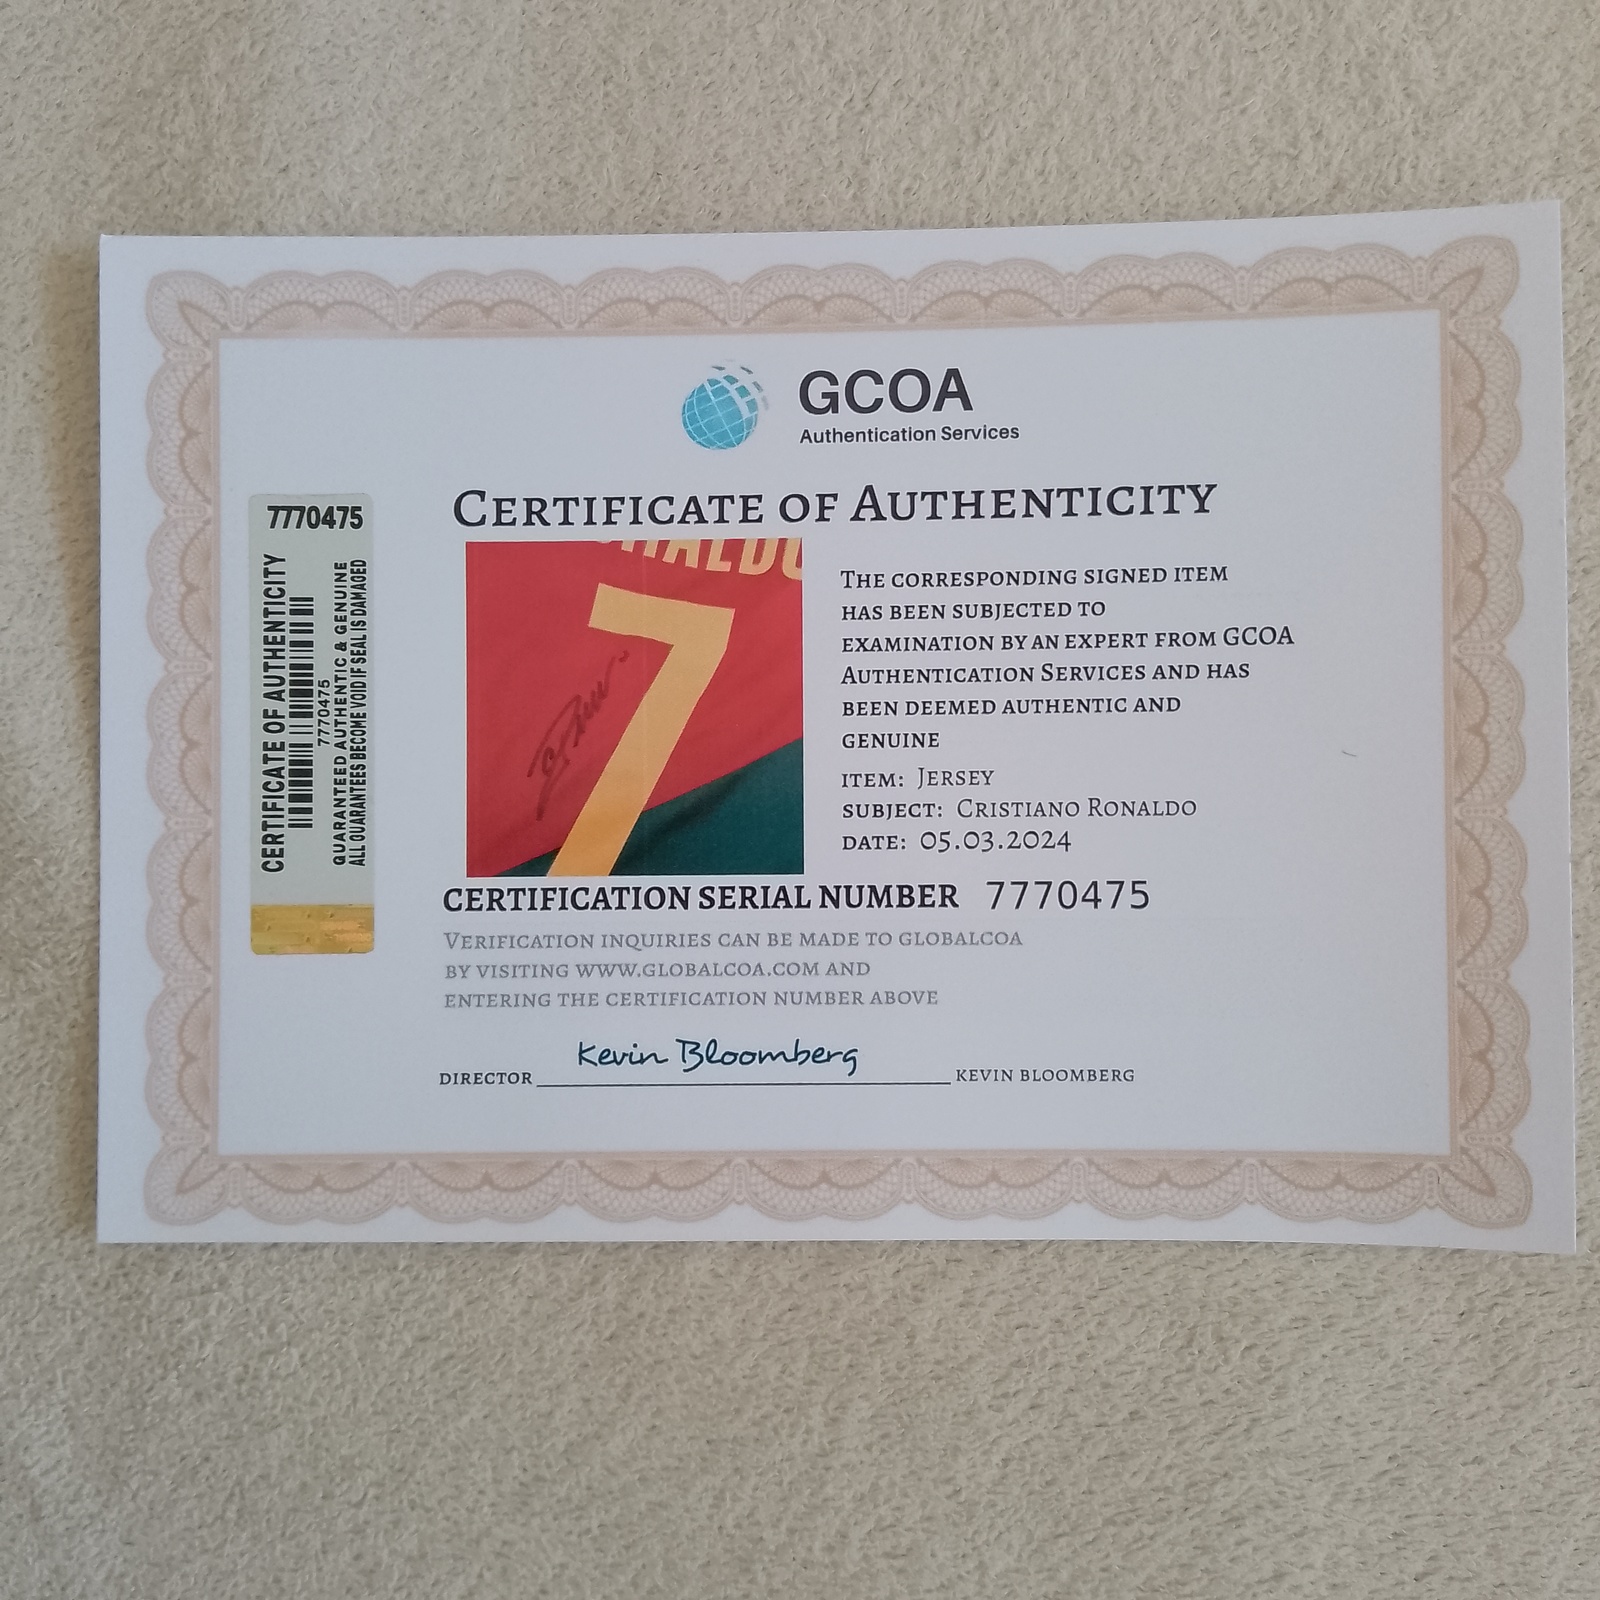 GCOA
Authentication Services
CERTIFICATE OF AUTHENTICITY
7770475
CERTIFICATE OF AUTHENTICITY
7770475
GUARANTEED AUTHENTIC & GENUINE
ALL GUARANTEES BECOME VOID IF SEAL IS DAMAGED
7
THE CORRESPONDING SIGNED ITEM
HAS BEEN SUBJECTED TO
EXAMINATION BY AN EXPERT FROM GCOA
AUTHENTICATION SERVICES AND HAS
BEEN DEEMED AUTHENTIC AND
GENUINE
ITEM: JERSEY
SUBJECT: CRISTIANO RONALDO
DATE: 05.03.2024
CERTIFICATION SERIAL NUMBER 7770475
VERIFICATION INQUIRIES CAN BE MADE TO GLOBALCOA
BY VISITING WWW.GLOBALCOA.COM AND
ENTERING THE CERTIFICATION NUMBER ABOVE
Kevin Bloomberg
DIRECTOR KEVIN BLOOMBERG